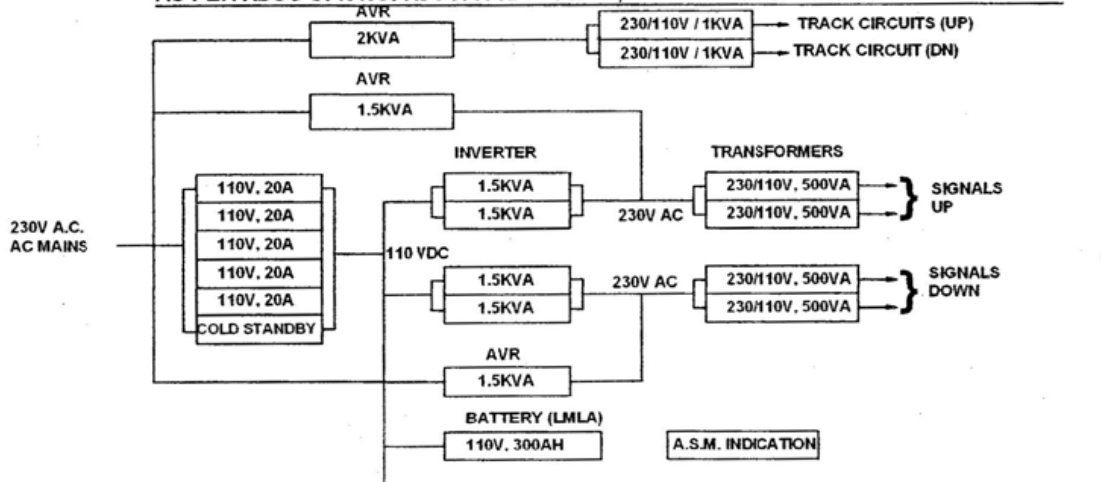 AVR
2KVA
230/110V / 1KVA
TRACK CIRCUITS (UP)
230/110V / 1KVA
TRACK CIRCUIT (DN)
AVR
1.5KVA
INVERTER
TRANSFORMERS
110V, 20A
110V, 20A
110V, 20A
110V, 20A
110V, 20A
COLD STANDBY
230V A.C.
AC MAINS
110 VDC
1.5KVA
1.5KVA
230V AC
230/110V, 500VA
230/110V, 500VA
SIGNALS
UP
1.5KVA
1.5KVA
230V AC
230/110V, 500VA
230/110V, 500VA
SIGNALS
DOWN
AVR
1.5KVA
BATTERY (LMLA)
110V, 300AH
A.S.M. INDICATION